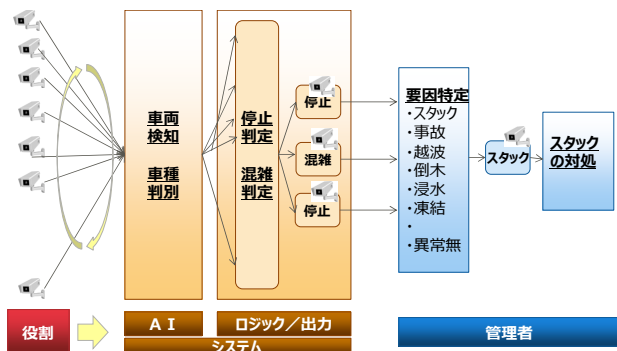 車両
検知
車種
判別
停止
判定
混雑
判定
停止
混雑
停止
要因特定
・スタック
・事故
・越波
・倒木
・浸水
・凍結
・
・異常無
スタック
スタック
の対処
役割
ＡＩ
ロジック／出力
システム
管理者